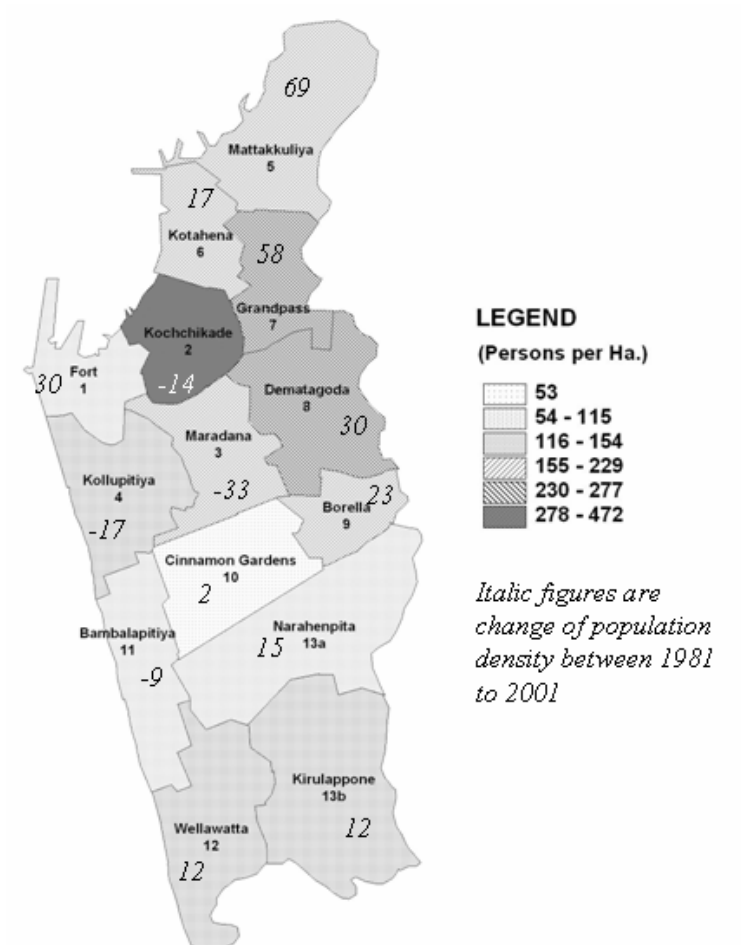 69
Mattakkuliya
5
17
Kotahena
6
58
Grandpass
7
Kochchikade
2
-14
Fort
1
30
Dematagoda
8
30
Maradana
3
-33
Kollupitiya
4
-17
Borella
9
23
Cinnamon Gardens
10
2
Narahenpita
13a
15
Bambalapitiya
11
-9
Kirulappone
13b
12
Wellawatta
12
12
LEGEND
(Persons per Ha.)
53
54 - 115
116 - 154
155 - 229
230 - 277
278 - 472
Italic figures are
change of population
density between 1981
to 2001